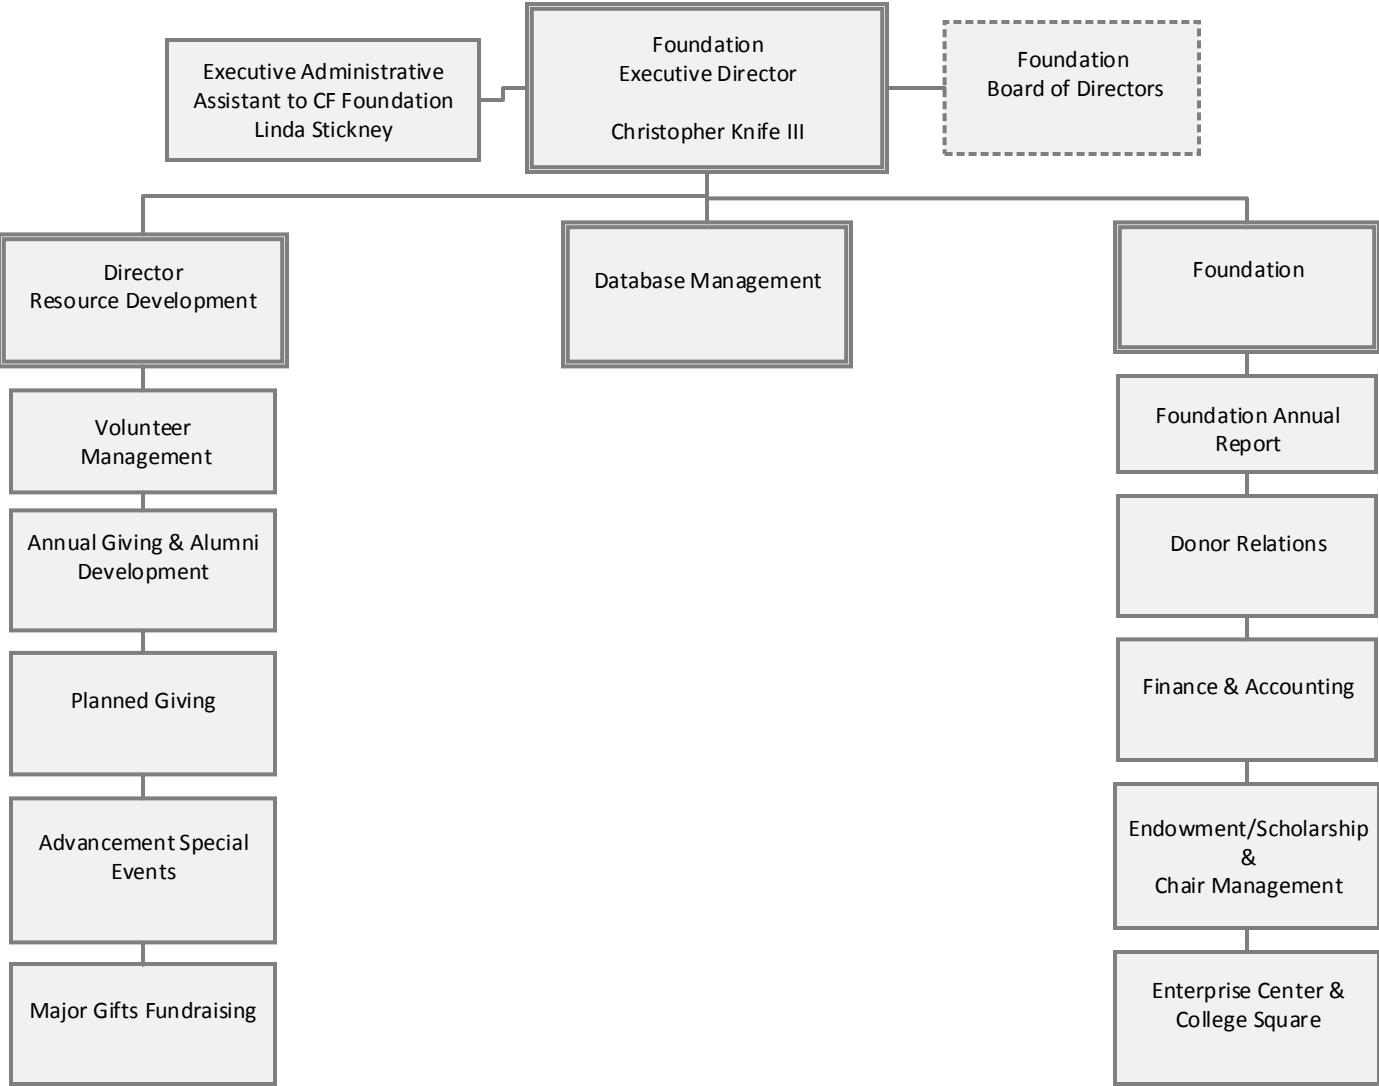 Executive Administrative
Assistant to CF Foundation
Linda Stickney
Foundation
Executive Director
Christopher Knife III
Foundation
Board of Directors
Director
Resource Development
Database Management
Foundation
Volunteer
Management
Annual Giving & Alumni
Development
Planned Giving
Advancement Special
Events
Major Gifts Fundraising
Foundation Annual
Report
Donor Relations
Finance & Accounting
Endowment/Scholarship
&
Chair Management
Enterprise Center &
College Square